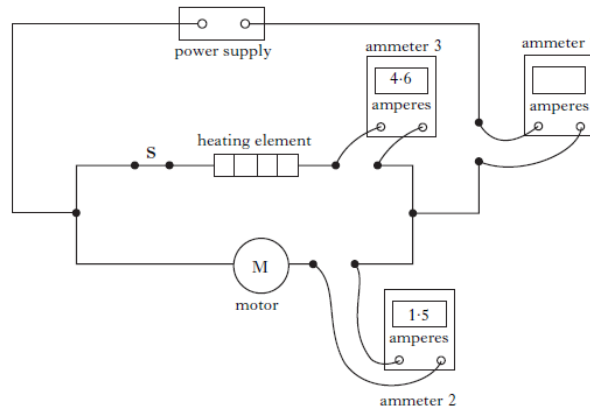 power supply
ammeter 3
4·6
amperes
ammeter
amperes
S
heating element
M
motor
1·5
amperes
ammeter 2